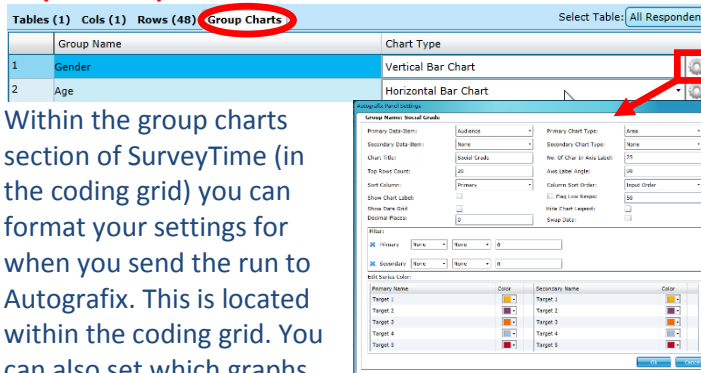 Tables (1) Cols (1) Rows (48) Group Charts Select Table: All Responden
Group Name Chart Type
1 Gender Vertical Bar Chart
2 Age Horizontal Bar Chart
Within the group charts
section of SurveyTime (in
the coding grid) you can
format your settings for
when you send the run to
Autografix. This is located
within the coding grid. You
can also set which graphs
Autografix Panel Settings
Group Name: Social Grade
Primary Data-Item: Audience Primary Chart Type: Area
Secondary Data-Item: None Secondary Chart Type: None
Chart Title: Social Grade No. Of Char In Axis Label: 25
Top Rows Count: 20 Axis Label Angle: 90
Sort Column: Primary Column Sort Order: Input Order
Show Chart Label: Flag Low Resps: 50
Show Data Grid Hide Chart Legend:
Decimal Places: 0 Swap Data:
Filter:
Primary None None 0
Secondary None None 0
Edit Series Color:
Primary Name Color Secondary Name Color
Target 1 Target 1
Target 2 Target 2
Target 3 Target 3
Target 4 Target 4
Target 5 Target 5
OK Cancel